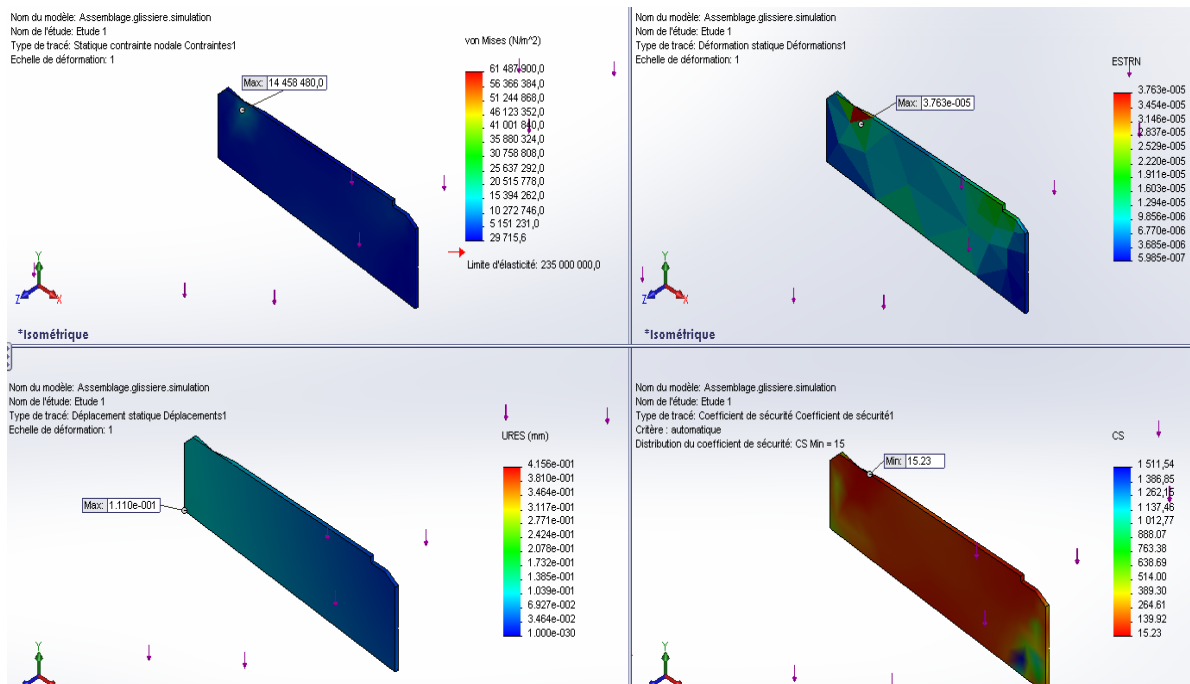 Nom du modèle: Assemblage.glissiere.simulation
Nom de l'étude: Etude 1
Type de tracé: Statique contrainte nodale Contraintes1
Echelle de déformation: 1
von Mises (N/m^2)
61 487 900,0
56 366 384,0
51 244 868,0
46 123 352,0
41 001 840,0
35 880 324,0
30 758 808,0
25 637 292,0
20 515 778,0
15 394 262,0
10 272 746,0
5 151 231,0
29 715,6
Limite d'élasticité: 235 000 000,0
Max: 14 458 480,0
Y
Z
X
*Isométrique
Nom du modèle: Assemblage.glissiere.simulation
Nom de l'étude: Etude 1
Type de tracé: Déformation statique Déformations1
Echelle de déformation: 1
ESTRN
3.763e-005
3.454e-005
3.146e-005
2.837e-005
2.529e-005
2.220e-005
1.911e-005
1.603e-005
1.294e-005
9.856e-006
6.770e-006
3.685e-006
5.985e-007
Max: 3.763e-005
Y
Z
X
*Isométrique
Nom du modèle: Assemblage.glissiere.simulation
Nom de l'étude: Etude 1
Type de tracé: Déplacement statique Déplacements1
Echelle de déformation: 1
URES (mm)
4.156e-001
3.810e-001
3.464e-001
3.117e-001
2.771e-001
2.424e-001
2.078e-001
1.732e-001
1.385e-001
1.039e-001
6.927e-002
3.464e-002
1.000e-030
Max: 1.110e-001
Y
Nom du modèle: Assemblage.glissiere.simulation
Nom de l'étude: Etude 1
Type de tracé: Coefficient de sécurité Coefficient de sécurité1
Critère : automatique
Distribution du coefficient de sécurité: CS Min = 15
CS
1 511,54
1 386,85
1 262,15
1 137,46
1 012,77
888.07
763.38
638.69
514.00
389.30
264.61
139.92
15.23
Min: 15.23
Y